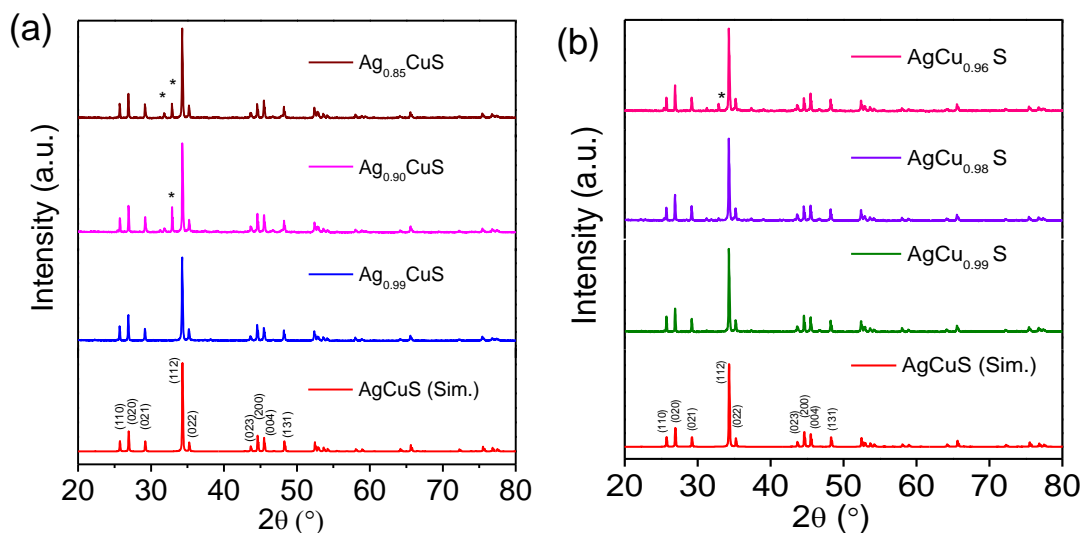 (a)
Ag0.85CuS
* *
Ag0.90CuS
*
Ag0.99CuS
AgCuS (Sim.)
(110)
(020)
(021)
(112)
(022)
(023)
(200)
(004)
(131)
Intensity (a.u.)
20 30 40 50 60 70 80
2θ (°)
(b)
AgCu0.96 S
*
AgCu0.98 S
AgCu0.99 S
AgCuS (Sim.)
(110)
(020)
(021)
(112)
(022)
(023)
(200)
(004)
(131)
Intensity (a.u.)
20 30 40 50 60 70 80
2θ (°)